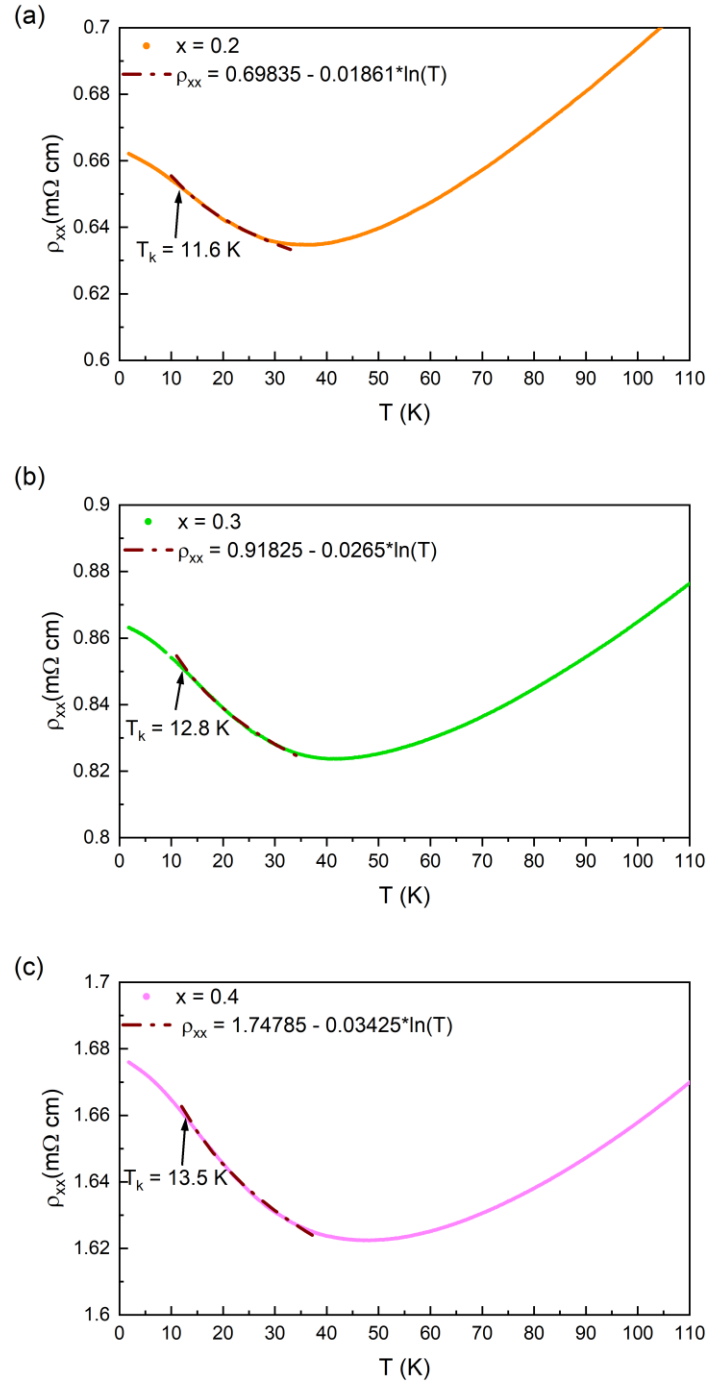 (a)
0.7
x = 0.2
ρxx = 0.69835 - 0.01861*ln(T)
0.68
0.66
0.64
0.62
0.6
ρxx(mΩ cm)
Tk = 11.6 K
0 10 20 30 40 50 60 70 80 90 100 110
T (K)
(b)
0.9
x = 0.3
ρxx = 0.91825 - 0.0265*ln(T)
0.88
0.86
0.84
0.82
0.8
ρxx(mΩ cm)
Tk = 12.8 K
0 10 20 30 40 50 60 70 80 90 100 110
T (K)
(c)
1.7
x = 0.4
ρxx = 1.74785 - 0.03425*ln(T)
1.68
1.66
1.64
1.62
1.6
ρxx(mΩ cm)
Tk = 13.5 K
0 10 20 30 40 50 60 70 80 90 100 110
T (K)